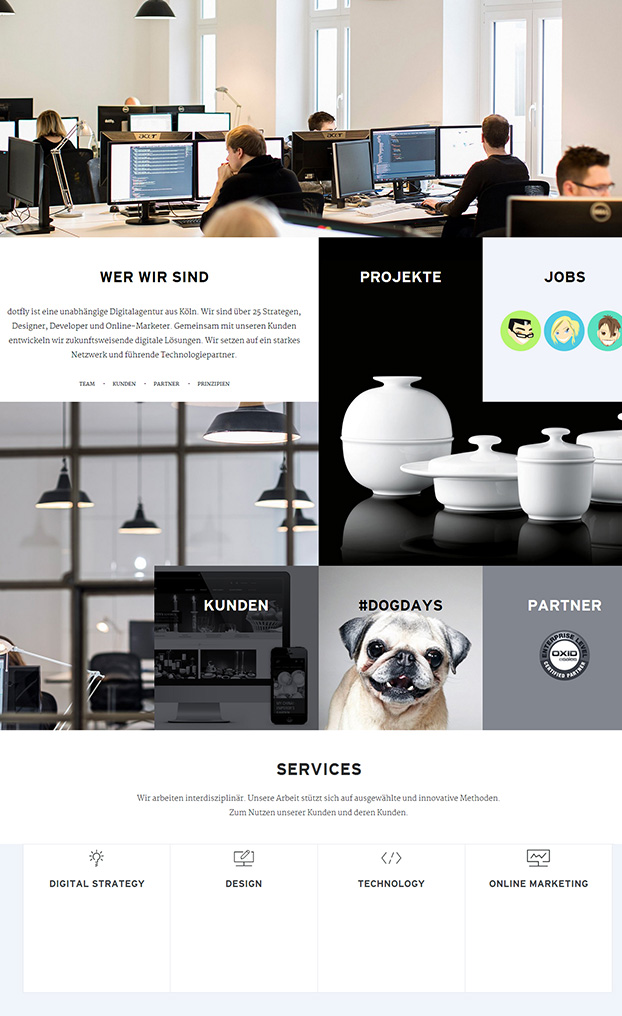 acer
acer
DELL
WER WIR SIND
PROJEKTE
JOBS
dotfly ist eine unabhängige Digitalagentur aus Köln. Wir sind über 25 Strategen,
Designer, Developer und Online-Marketer. Gemeinsam mit unseren Kunden
entwickeln wir zukunftsweisende digitale Lösungen. Wir setzen auf ein starkes
Netzwerk und führende Technologiepartner.
TEAM - KUNDEN - PARTNER - PRINZIPIEN
KUNDEN
#DOGDAYS
PARTNER
ENTERPRISE LEVEL
OXID
CERTIFIED PARTNER
SERVICES
Wir arbeiten interdisziplinär. Unsere Arbeit stützt sich auf ausgewählte und innovative Methoden.
Zum Nutzen unserer Kunden und deren Kunden.
DIGITAL STRATEGY
DESIGN
TECHNOLOGY
ONLINE MARKETING